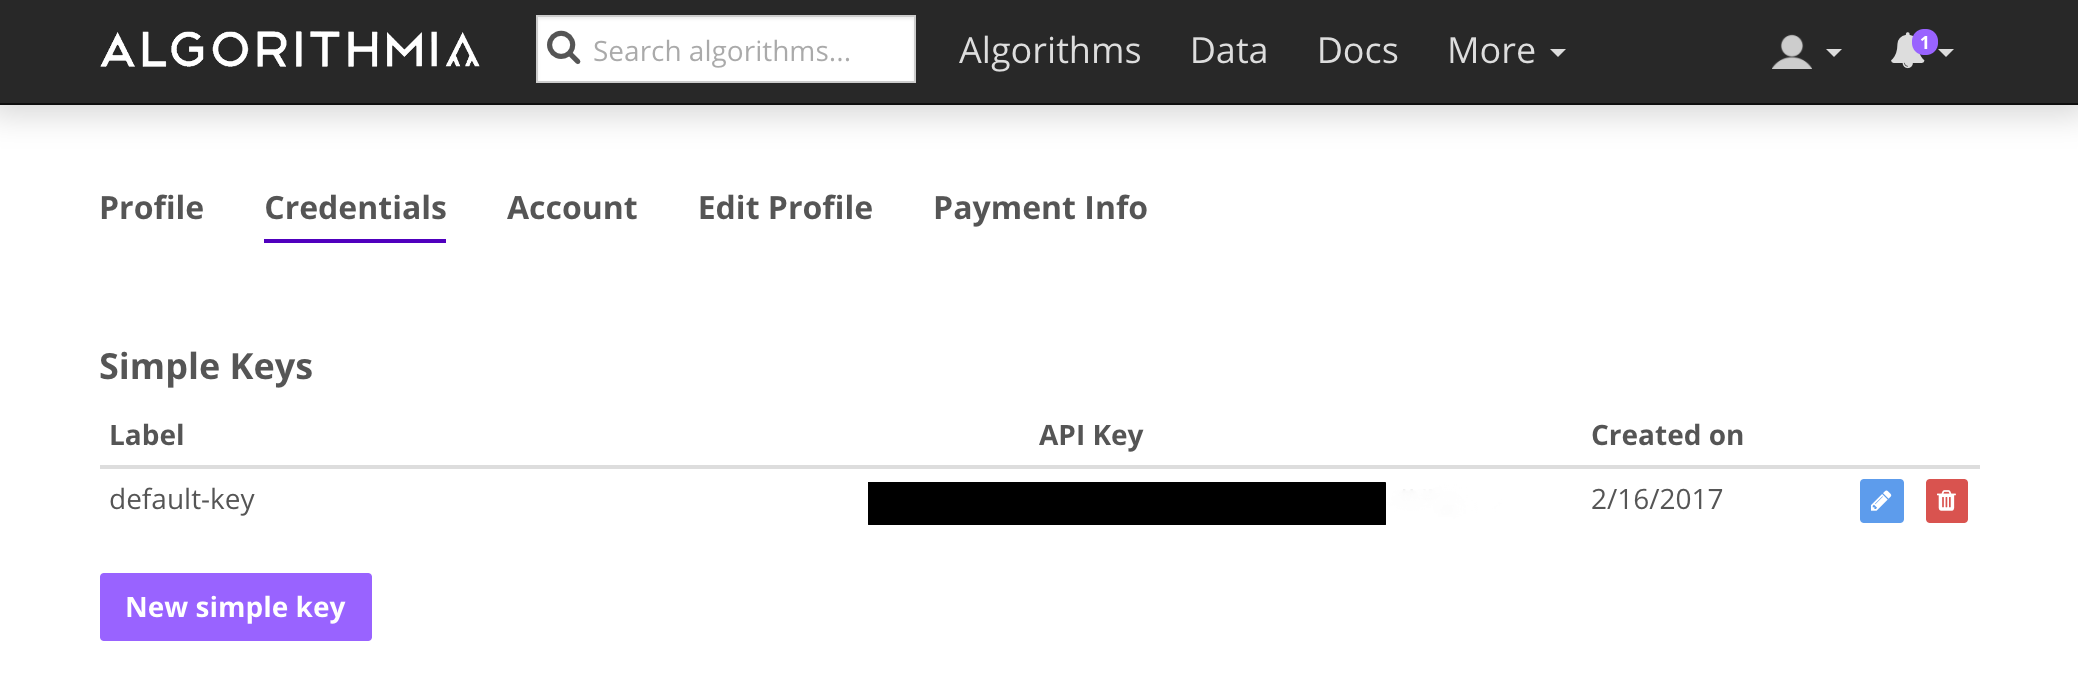 ALGORITHMIA Search algorithms... Algorithms Data Docs More 1
Profile Credentials Account Edit Profile Payment Info
Simple Keys
Label API Key Created on
default-key 2/16/2017
New simple key